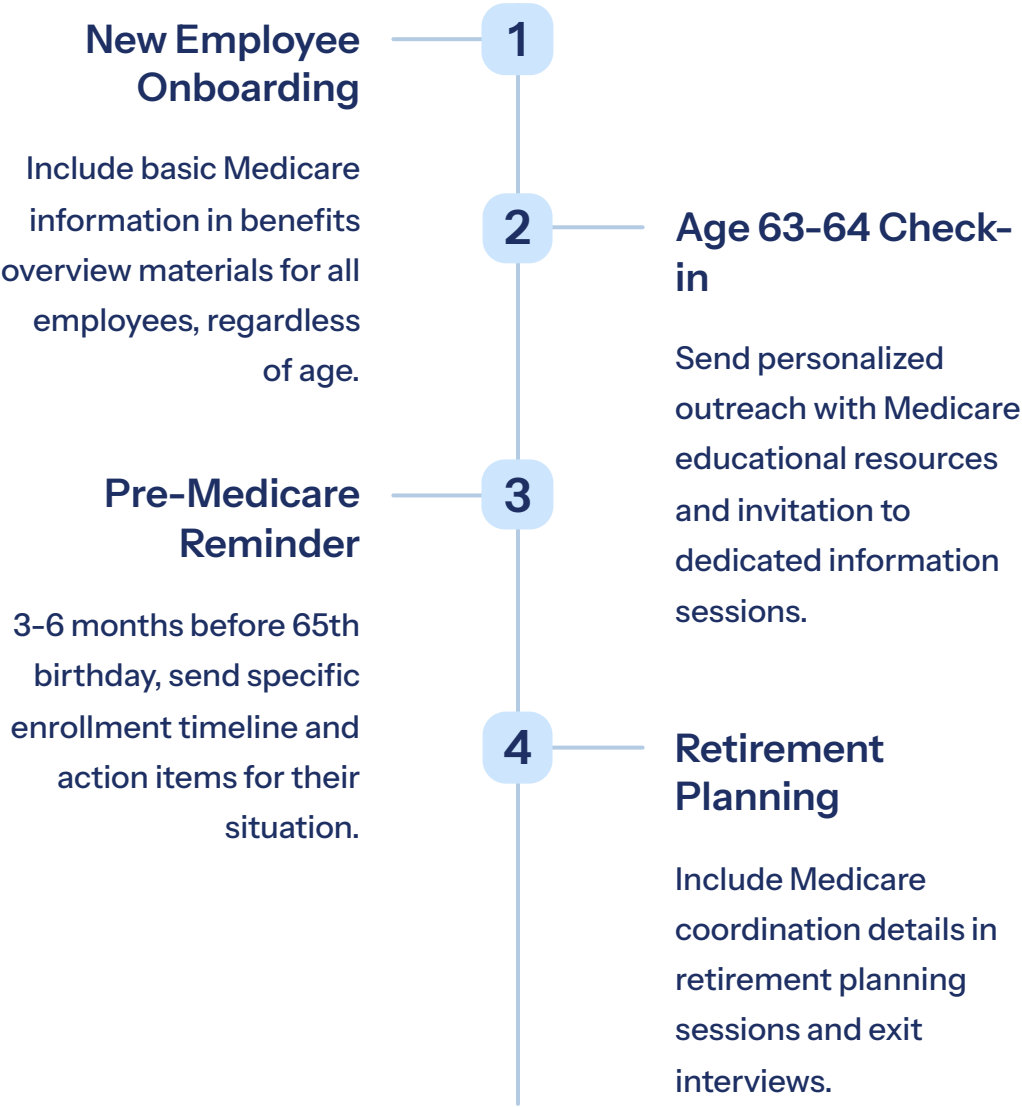 1
New Employee
Onboarding
Include basic Medicare
information in benefits
overview materials for all
employees, regardless
of age.
2
Age 63-64 Check-
in
Send personalized
outreach with Medicare
educational resources
and invitation to
dedicated information
sessions.
3
Pre-Medicare
Reminder
3-6 months before 65th
birthday, send specific
enrollment timeline and
action items for their
situation.
4
Retirement
Planning
Include Medicare
coordination details in
retirement planning
sessions and exit
interviews.